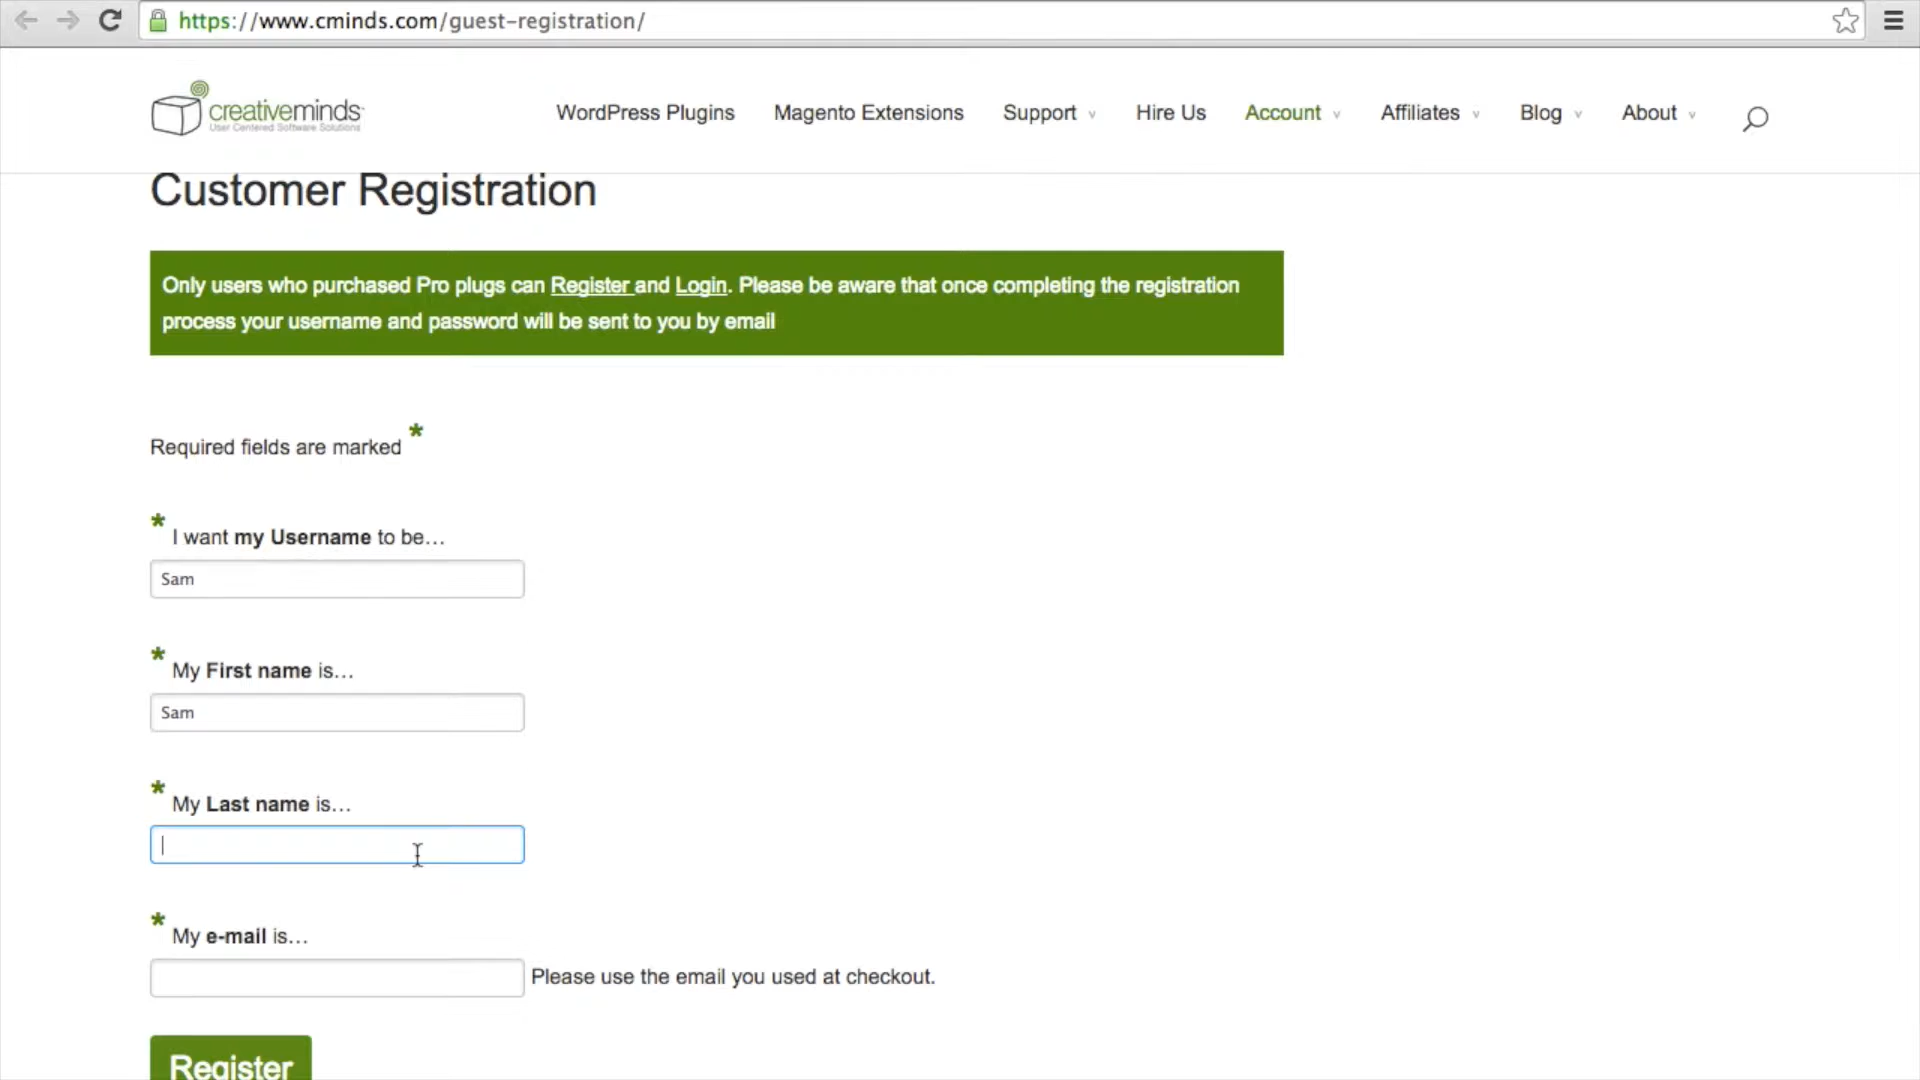 https://www.cminds.com/guest-registration/
creativeminds
User Centered Software Solutions
WordPress Plugins Magento Extensions Support Hire Us Account Affiliates Blog About
Customer Registration
Only users who purchased Pro plugs can Register and Login. Please be aware that once completing the registration
process your username and password will be sent to you by email
Required fields are marked *
* I want my Username to be...
Sam
* My First name is...
Sam
* My Last name is...
* My e-mail is...
Please use the email you used at checkout.
Register